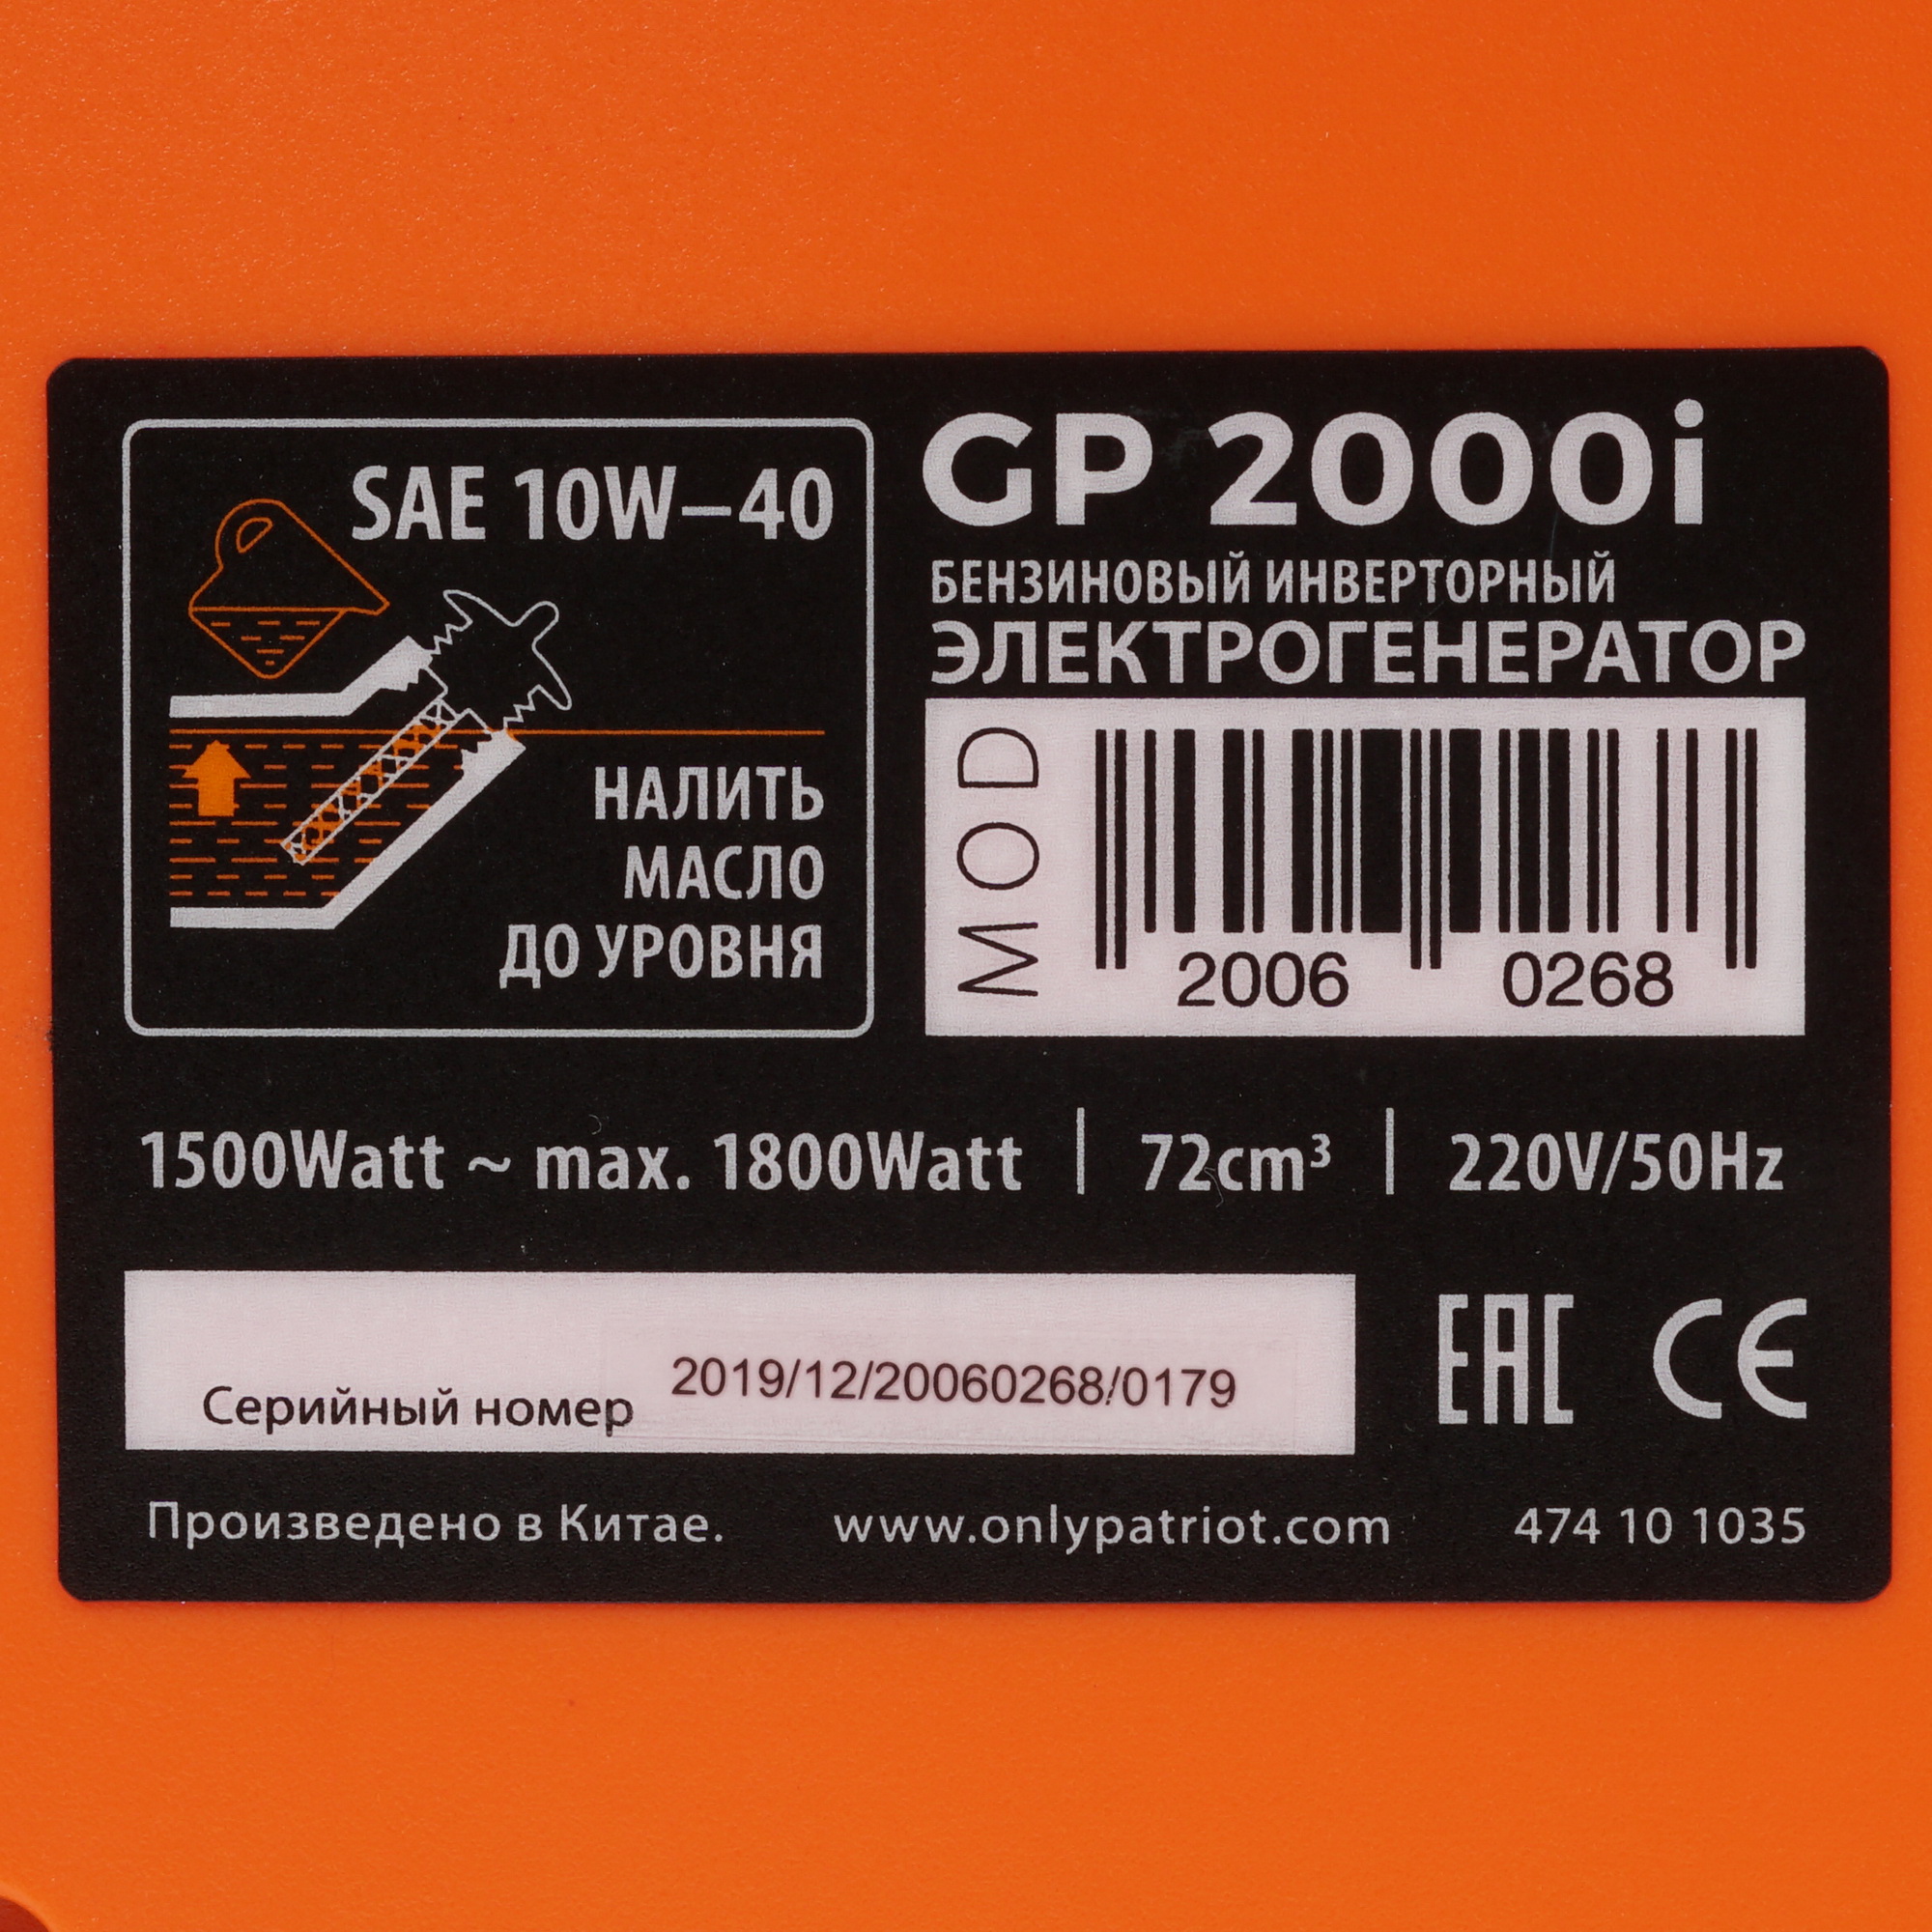 SAE 10W–40
НАЛИТЬ
МАСЛО
ДО УРОВНЯ
GP 2000i
БЕНЗИНОВЫЙ ИНВЕРТОРНЫЙ
ЭЛЕКТРОГЕНЕРАТОР
MOD
2006 0268
1500Watt ~ max. 1800Watt | 72cm³ | 220V/50Hz
Серийный номер 2019/12/20060268/0179
EAC CE
Произведено в Китае. www.onlypatriot.com 474 10 1035